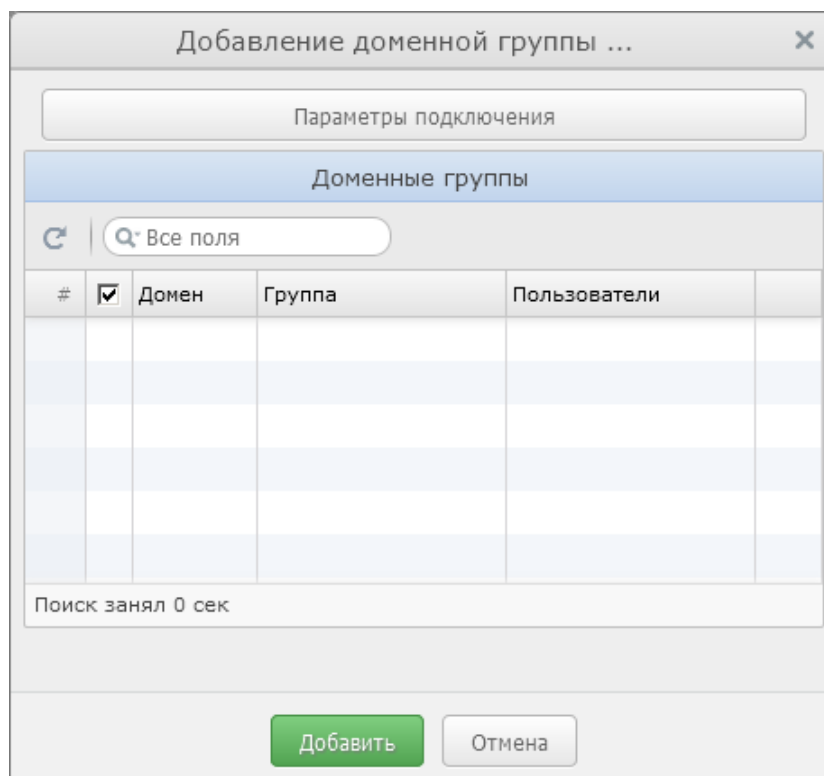 Добавление доменной группы ...
Параметры подключения
Доменные группы
Все поля
# Домен Группа Пользователи
Поиск занял 0 сек
Добавить Отмена